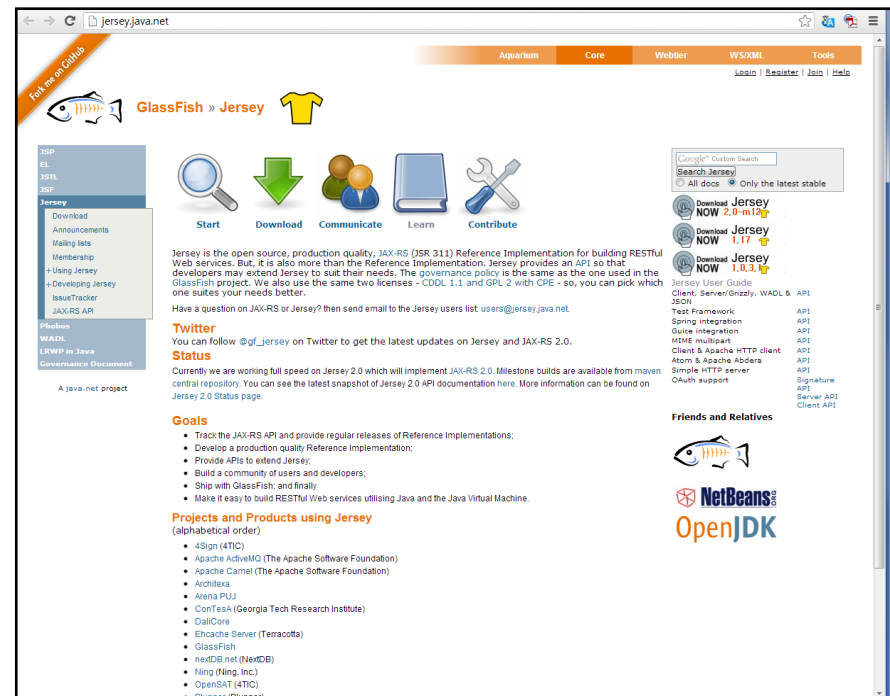 jersey.java.net
Fork me on GitHub
Aquarium Core Webtier WS/XML Tools
Login | Register | Join | Help
GlassFish » Jersey
JSP
EL
JSTL
JSF
Jersey
Download
Announcements
Mailing lists
Membership
+Using Jersey
+Developing Jersey
IssueTracker
JAX-RS API
Phobos
WADL
LRWP in Java
Governance Document
A java.net project
Start Download Communicate Learn Contribute
Jersey is the open source, production quality, JAX-RS (JSR 311) Reference Implementation for building RESTful
Web services. But, it is also more than the Reference Implementation. Jersey provides an API so that
developers may extend Jersey to suit their needs. The governance policy is the same as the one used in the
GlassFish project. We also use the same two licenses - CDDL 1.1 and GPL 2 with CPE - so, you can pick which
one suites your needs better.
Have a question on JAX-RS or Jersey? then send email to the Jersey users list users@jersey.java.net.
Twitter
You can follow @gf_jersey on Twitter to get the latest updates on Jersey and JAX-RS 2.0.
Status
Currently we are working full speed on Jersey 2.0 which will implement JAX-RS 2.0. Milestone builds are available from maven
central repository. You can see the latest snapshot of Jersey 2.0 API documentation here. More information can be found on
Jersey 2.0 Status page.
Goals
• Track the JAX-RS API and provide regular releases of Reference Implementations;
• Develop a production quality Reference Implementation;
• Provide APIs to extend Jersey;
• Build a community of users and developers;
• Ship with GlassFish; and finally
• Make it easy to build RESTful Web services utilising Java and the Java Virtual Machine.
Projects and Products using Jersey
(alphabetical order)
• 4Sign (4TIC)
• Apache ActiveMQ (The Apache Software Foundation)
• Apache Camel (The Apache Software Foundation)
• Architexa
• Arena PUJ
• ConTesA (Georgia Tech Research Institute)
• DaliCore
• Ehcache Server (Terracotta)
• GlassFish
• nextDB.net (NextDB)
• Ning (Ning, Inc.)
• OpenSAT (4TIC)
Google™ Custom Search
Search Jersey
All docs Only the latest stable
Download Jersey
NOW 2.0-m12
Download Jersey
NOW 1.17
Download Jersey
NOW 1.0.3.1
Jersey User Guide
Client, Server/Grizzly, WADL & API
JSON
Test Framework API
Spring integration API
Guice integration API
MIME multipart API
Client & Apache HTTP client API
Atom & Apache Abdera API
Simple HTTP server API
OAuth support Signature
API
Server API
Client API
Friends and Relatives
NetBeans.ORG
OpenJDK